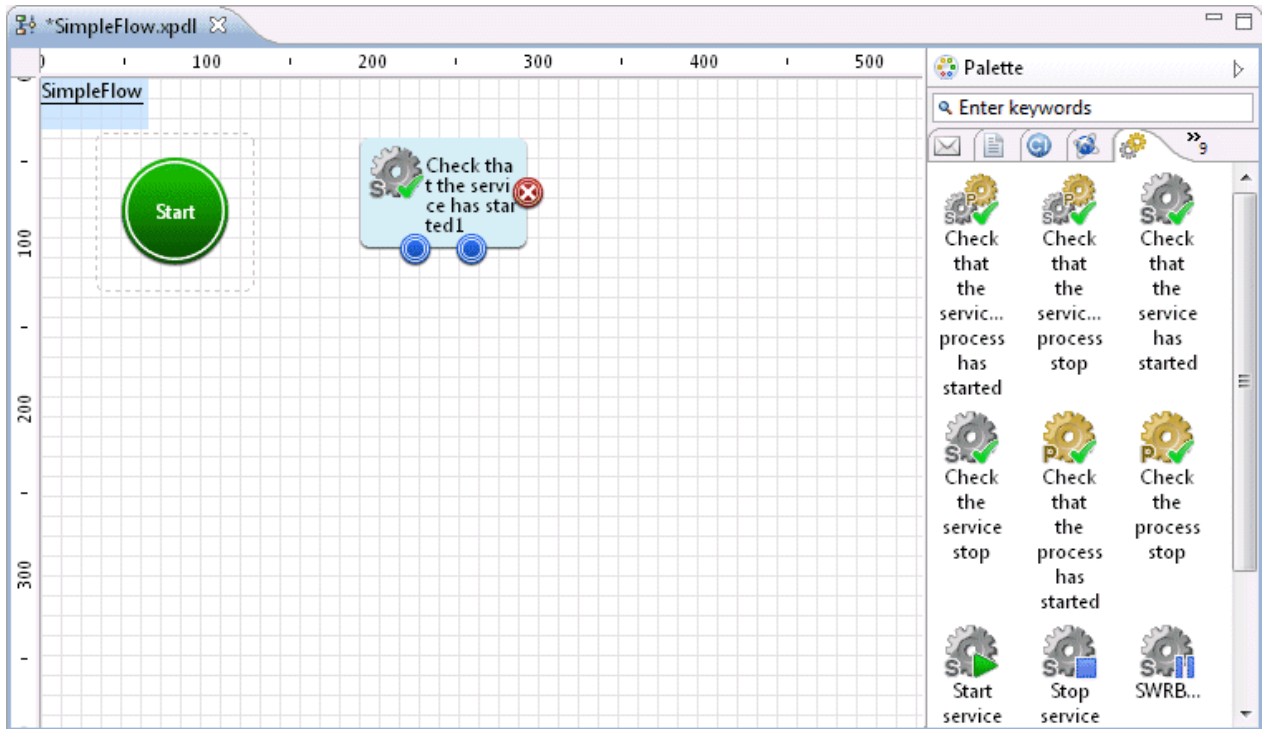 *SimpleFlow.xpdl
0 100 200 300 400 500
SimpleFlow
Start
Check tha
t the servi
ce has star
ted1
100
200
300
Palette
Enter keywords
9
Check
that
the
servic...
process
has
started
Check
that
the
servic...
process
stop
Check
that
the
service
has
started
Check
the
service
stop
Check
that
the
process
has
started
Check
the
process
stop
Start
service
Stop
service
SWRB...